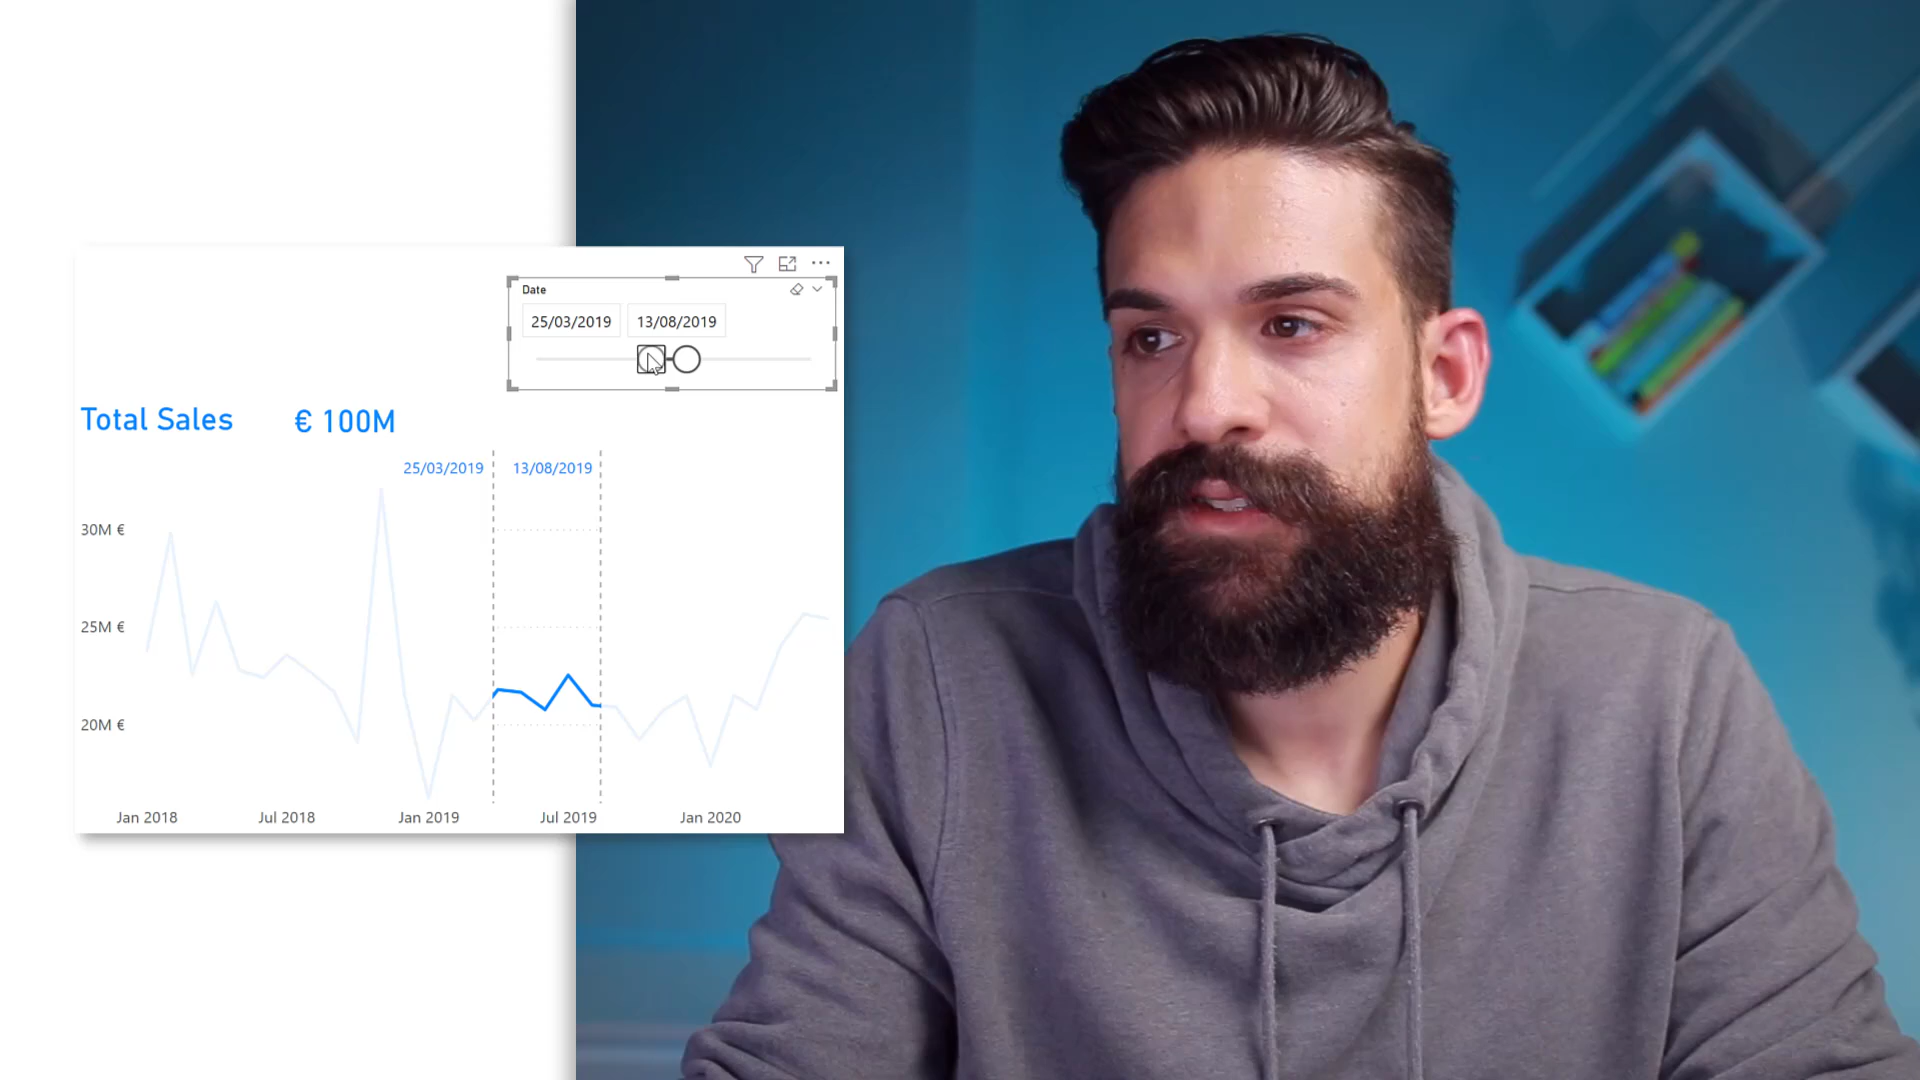 Date
25/03/2019 13/08/2019
Total Sales € 100M
25/03/2019 13/08/2019
30M €
25M €
20M €
Jan 2018 Jul 2018 Jan 2019 Jul 2019 Jan 2020